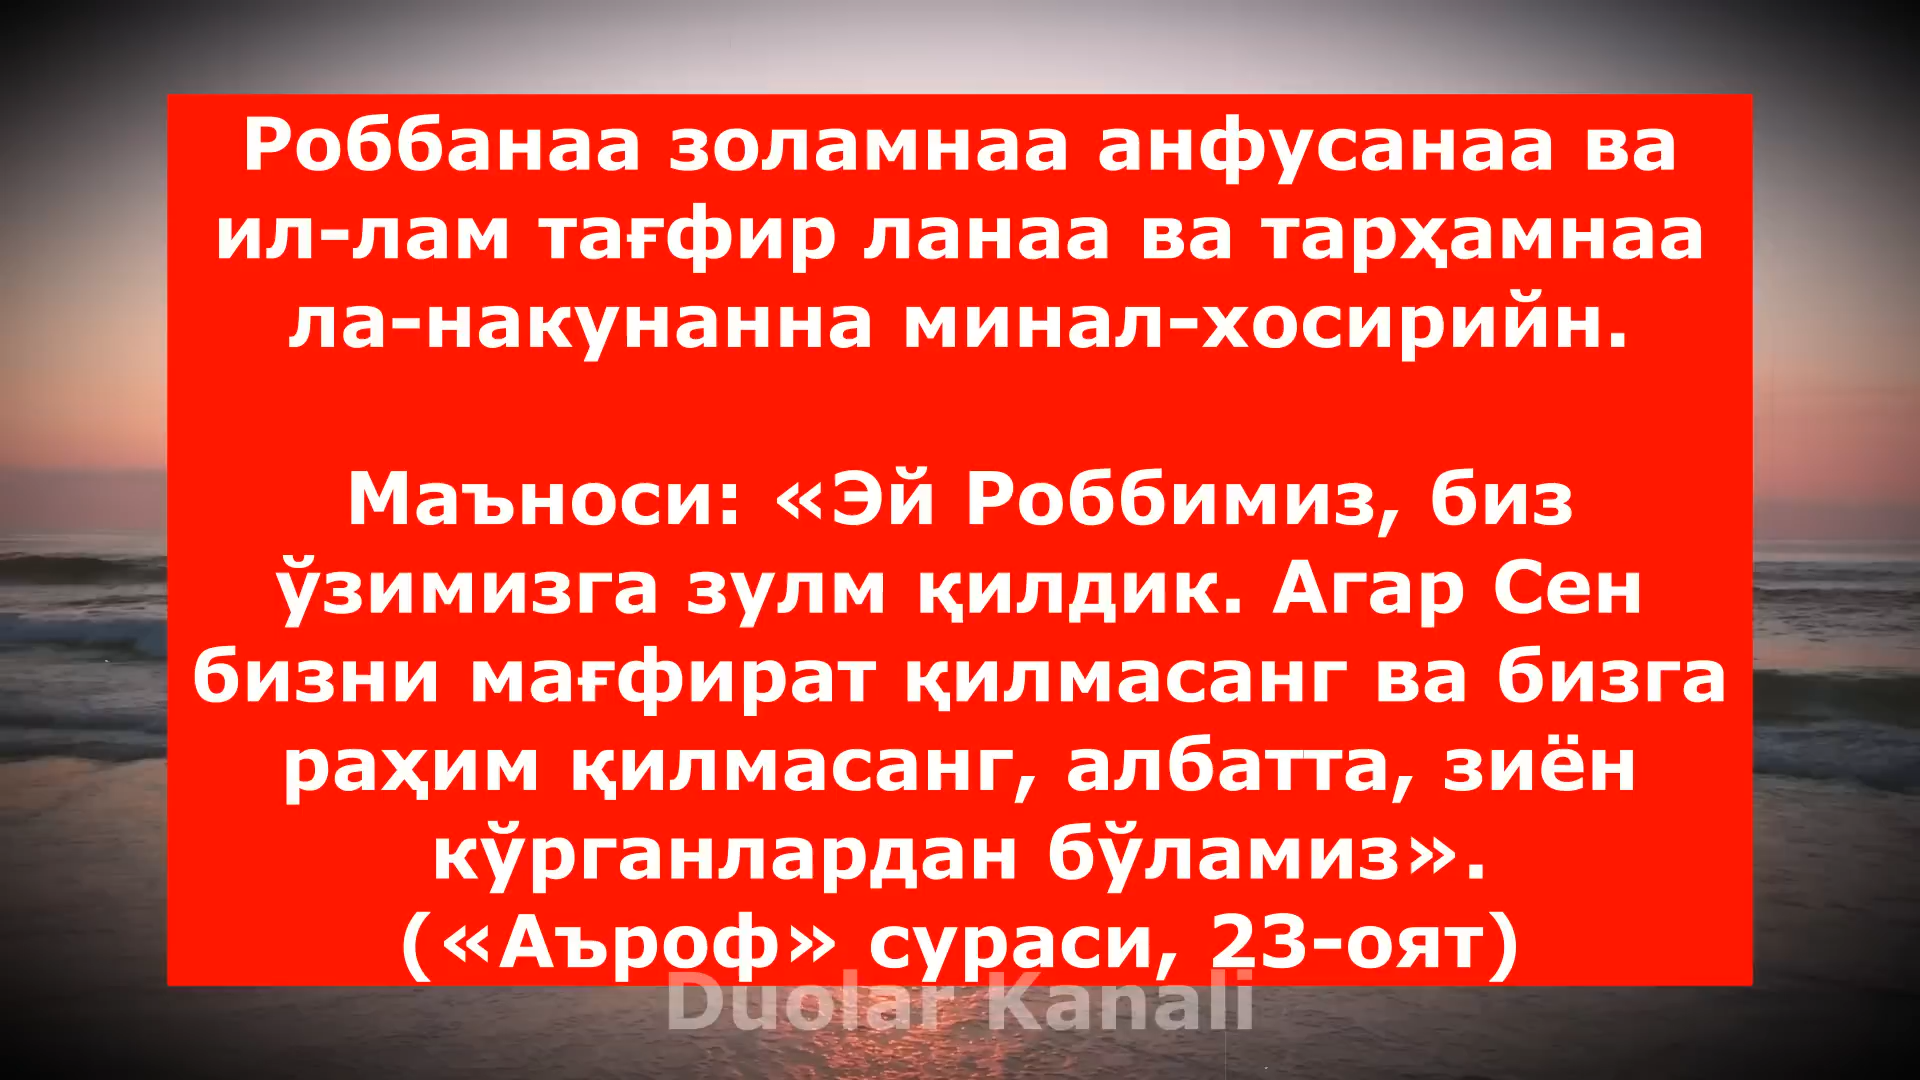 Роббанаа золамнаа анфусанаа ва
ил-лам тағфир ланаа ва тарҳамнаа
ла-накунанна минал-хосирийн.
Маъноси: «Эй Роббимиз, биз
ўзимизга зулм қилдик. Агар Сен
бизни мағфират қилмасанг ва бизга
раҳим қилмасанг, албатта, зиён
кўрганлардан бўламиз».
(«Аъроф» сураси, 23-оят)
Duolar Kanali